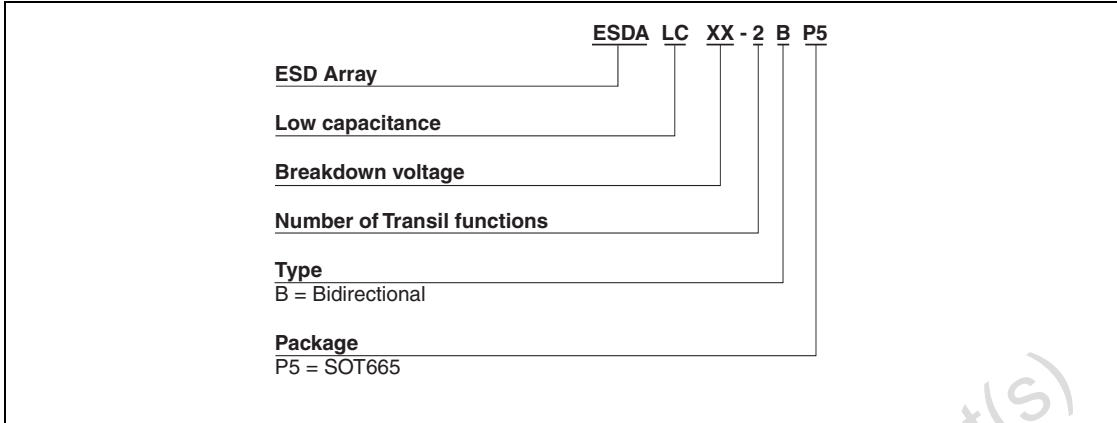 ESDA LC XX - 2 B P5
ESD Array
Low capacitance
Breakdown voltage
Number of Transil functions
Type
B = Bidirectional
Package
P5 = SOT665